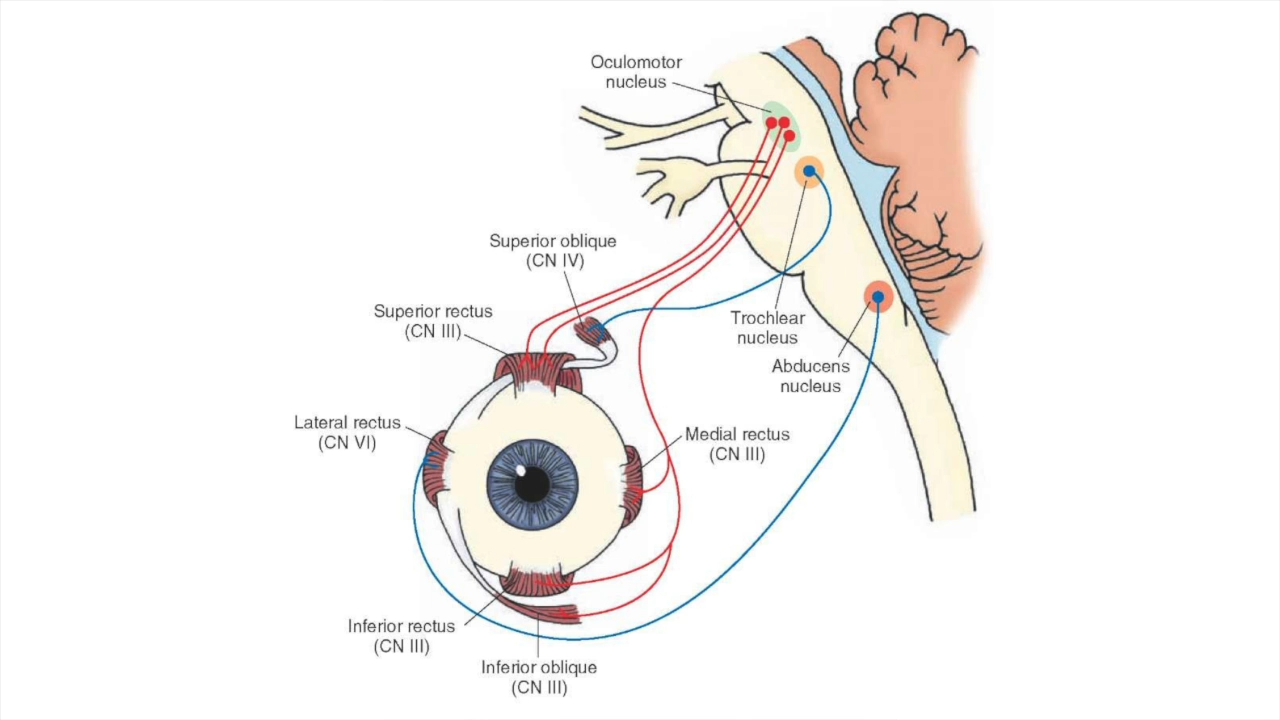 Oculomotor
nucleus
Superior oblique
(CN IV)
Superior rectus
(CN III)
Trochlear
nucleus
Abducens
nucleus
Lateral rectus
(CN VI)
Medial rectus
(CN III)
Inferior rectus
(CN III)
Inferior oblique
(CN III)